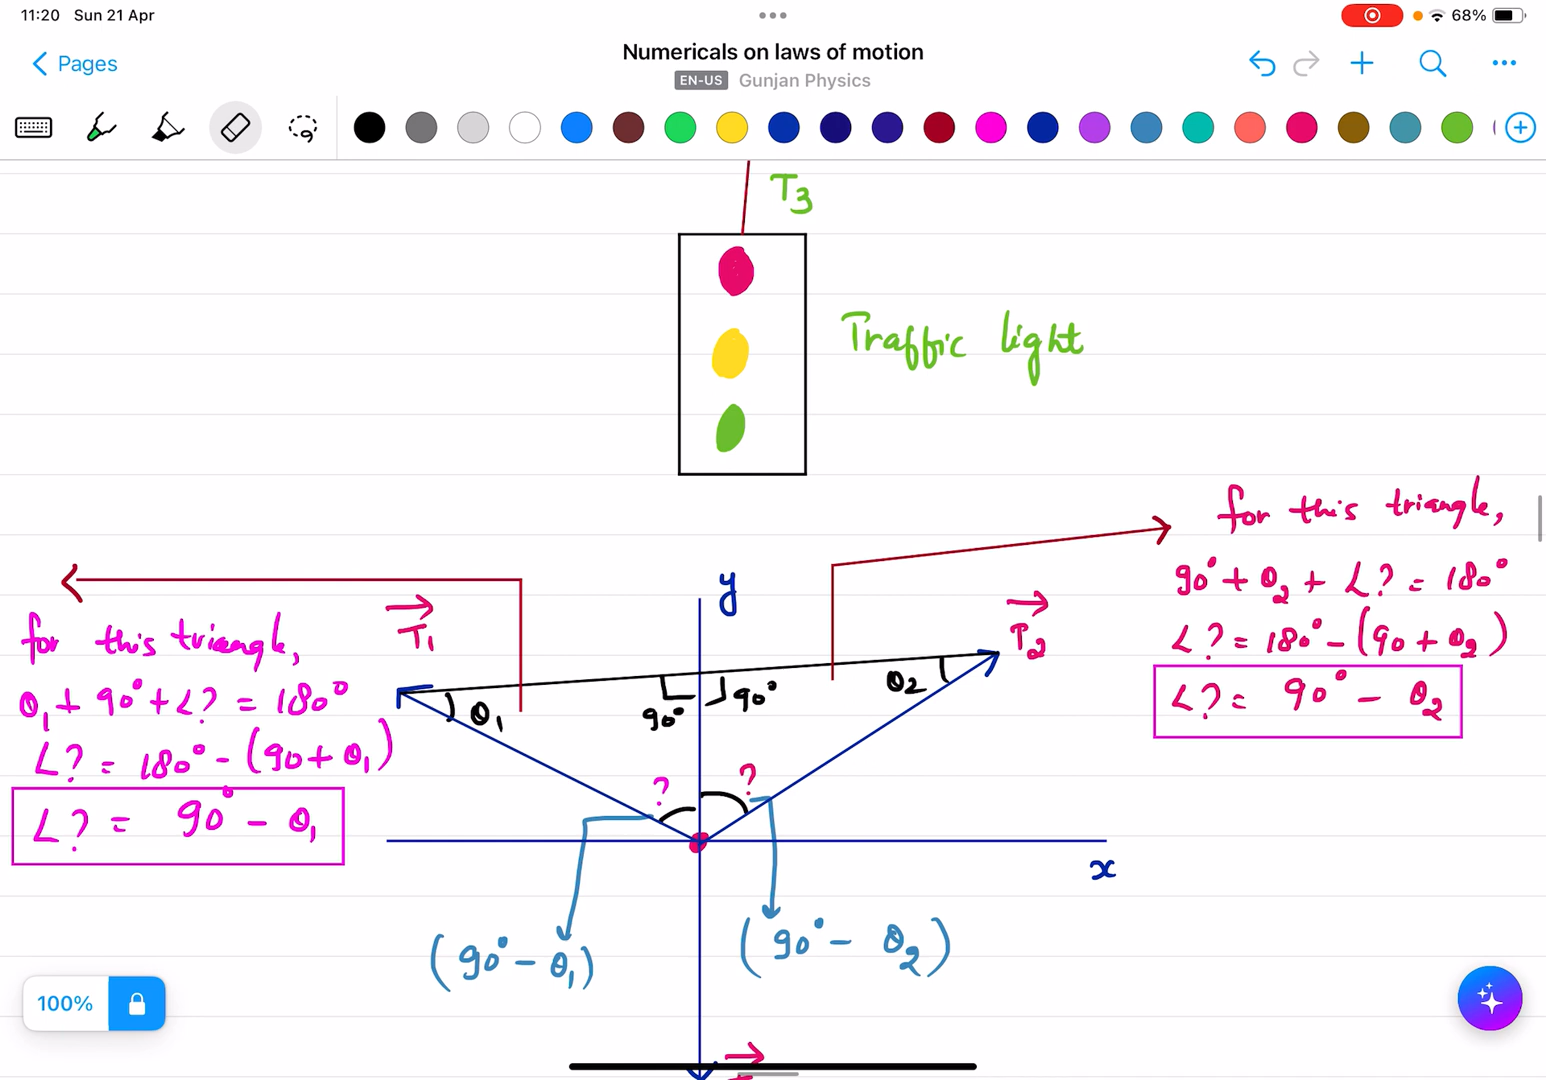 11:20 Sun 21 Apr
68%
Pages
Numericals on laws of motion
EN-US Gunjan Physics
T3
Traffic light
for this triangle,
90° + θ2 + ∠? = 180°
∠? = 180° - (90 + θ2)
∠? = 90° - θ2
for this triangle,
θ1 + 90° + ∠? = 180°
∠? = 180° - (90 + θ1)
∠? = 90° - θ1
y
T1
T2
θ1
90°
90°
θ2
?
?
x
(90° - θ1)
(90° - θ2)
100%